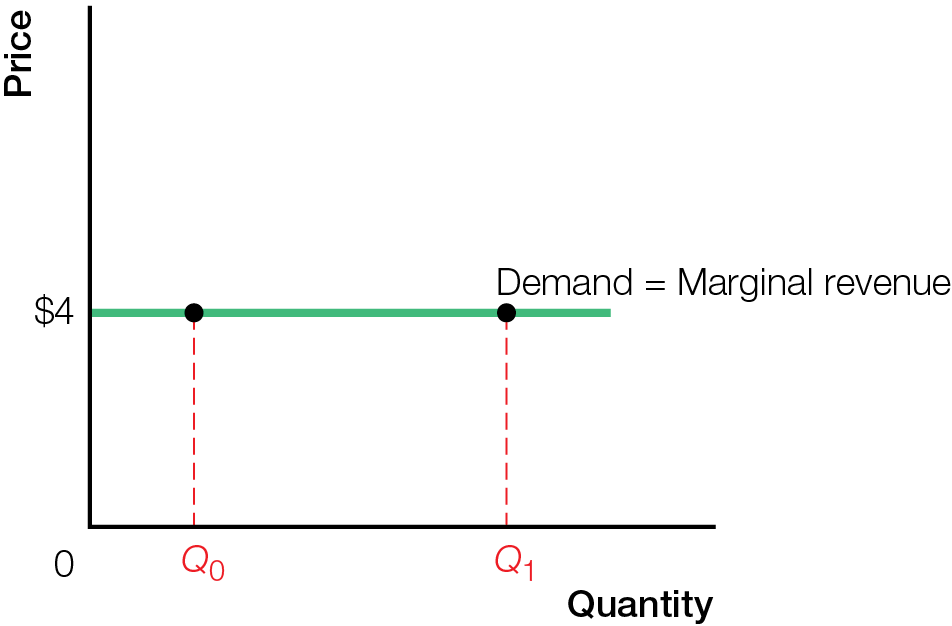 Price
Demand = Marginal revenue
$4
0
Q0
Q1
Quantity